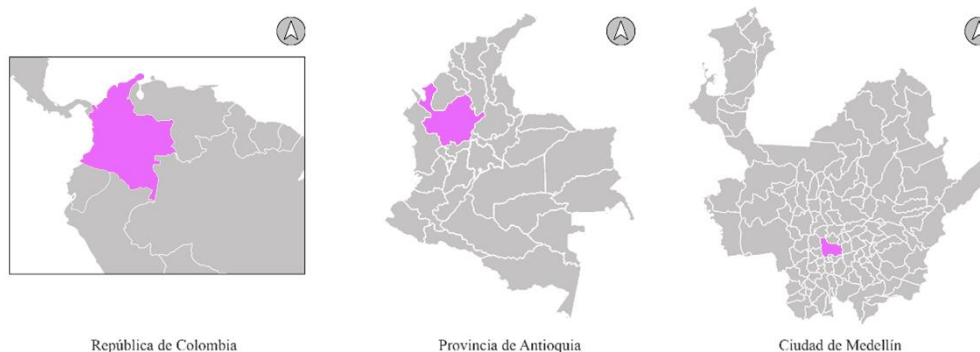 República de Colombia
Provincia de Antioquia
Ciudad de Medellín